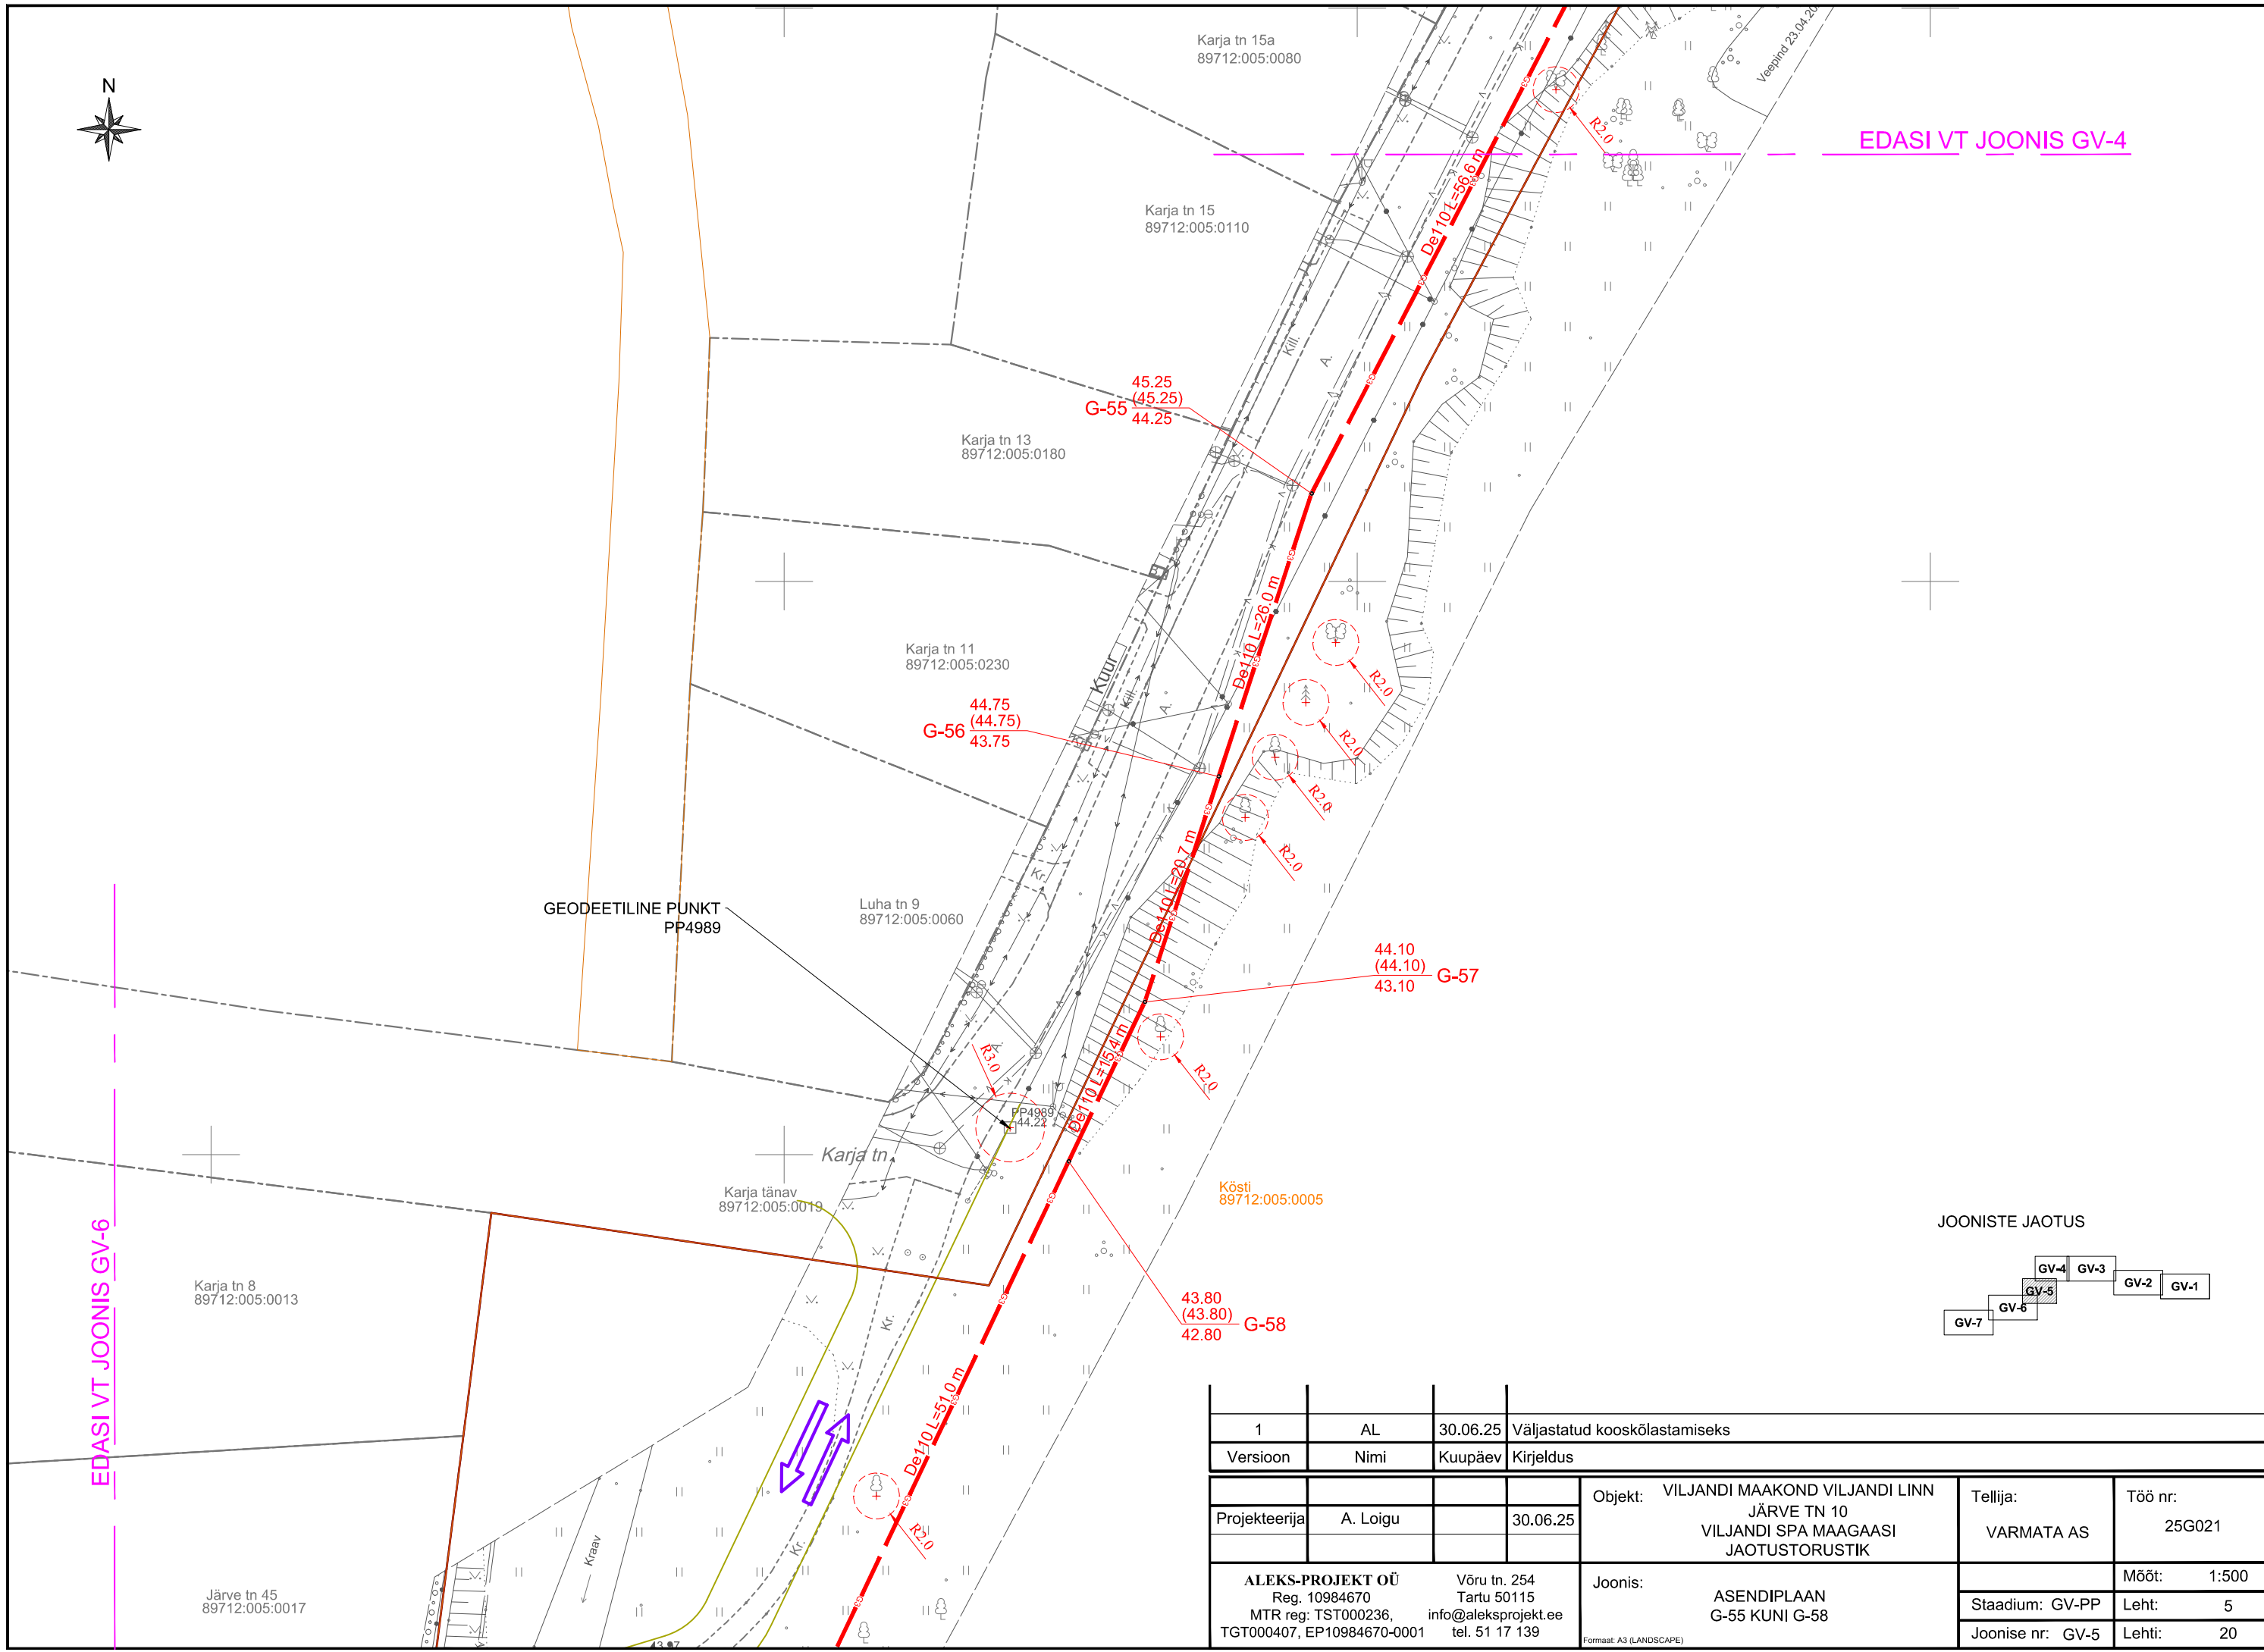 N
Karja tn 15a
89712:005:0080
Veepind 23.04.20
R2.0
EDASI VT JOONIS GV-4
De110 L=56.6 m
Karja tn 15
89712:005:0110
Kill.
A.
45.25
(45.25)
G-55
44.25
Karja tn 13
89712:005:0180
De110 L=26.0 m
Karja tn 11
89712:005:0230
Kuur
Kill.
A.
R2.0
R2.0
R2.0
R2.0
44.75
(44.75)
G-56
43.75
De110 L=20.7 m
Kr.
Luha tn 9
89712:005:0060
GEODEETILINE PUNKT
PP4989
44.10
(44.10)
G-57
43.10
De110 L=15.4 m
R2.0
R3.0
A.
PP4989
44.22
Karja tn
Karja tänav
89712:005:0019
Kösti
89712:005:0005
43.80
(43.80)
G-58
42.80
EDASI VT JOONIS GV-6
Karja tn 8
89712:005:0013
Kr.
De110 L=51.0 m
R2.0
Kr.
Kraav
Järve tn 45
89712:005:0017
43.97
JOONISTE JAOTUS
GV-4
GV-3
GV-2
GV-1
GV-5
GV-6
GV-7
1 AL 30.06.25 Väljastatud kooskõlastamiseks
Versioon Nimi Kuupäev Kirjeldus
Projekteerija A. Loigu 30.06.25
Objekt: VILJANDI MAAKOND VILJANDI LINN
JÄRVE TN 10
VILJANDI SPA MAAGAASI
JAOTUSTORUSTIK
Tellija:
VARMATA AS
Töö nr:
25G021
ALEKS-PROJEKT OÜ
Reg. 10984670
MTR reg: TST000236,
TGT000407, EP10984670-0001
Võru tn. 254
Tartu 50115
info@aleksprojekt.ee
tel. 51 17 139
Joonis:
ASENDIPLAAN
G-55 KUNI G-58
Formaat: A3 (LANDSCAPE)
Mõõt: 1:500
Staadium: GV-PP
Leht: 5
Joonise nr: GV-5
Lehti: 20